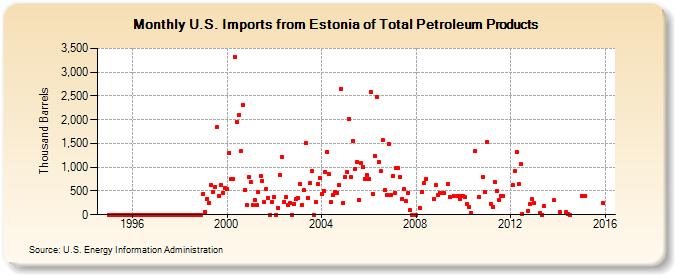 Monthly U.S. Imports from Estonia of Total Petroleum Products
Thousand Barrels
3,500
3,000
2,500
2,000
1,500
1,000
500
0
1996 2000 2004 2008 2012 2016
Source: U.S. Energy Information Administration